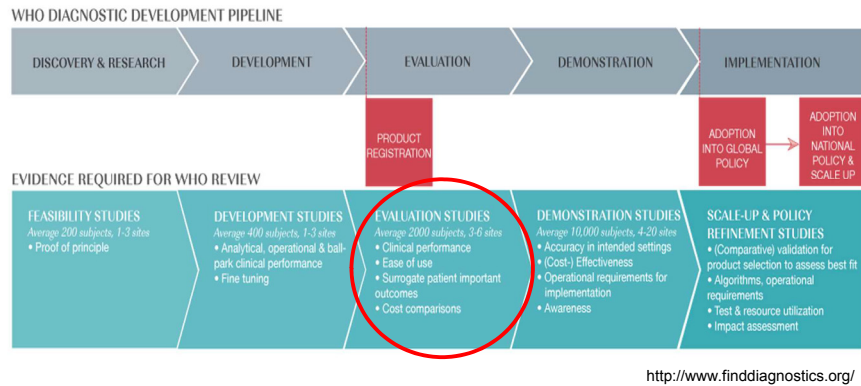 WHO DIAGNOSTIC DEVELOPMENT PIPELINE
DISCOVERY & RESEARCH
DEVELOPMENT
EVALUATION
DEMONSTRATION
IMPLEMENTATION
PRODUCT
REGISTRATION
ADOPTION
INTO GLOBAL
POLICY
ADOPTION
INTO
NATIONAL
POLICY &
SCALE UP
EVIDENCE REQUIRED FOR WHO REVIEW
FEASIBILITY STUDIES
Average 200 subjects, 1-3 sites
• Proof of principle
DEVELOPMENT STUDIES
Average 400 subjects, 1-3 sites
• Analytical, operational & ball-
park clinical performance
• Fine tuning
EVALUATION STUDIES
Average 2000 subjects, 3-6 sites
• Clinical performance
• Ease of use
• Surrogate patient important
outcomes
• Cost comparisons
DEMONSTRATION STUDIES
Average 10,000 subjects, 4-20 sites
• Accuracy in intended settings
• (Cost-) Effectiveness
• Operational requirements for
implementation
• Awareness
SCALE-UP & POLICY
REFINEMENT STUDIES
• (Comparative) validation for
product selection to assess best fit
• Algorithms, operational
requirements
• Test & resource utilization
• Impact assessment
http://www.finddiagnostics.org/